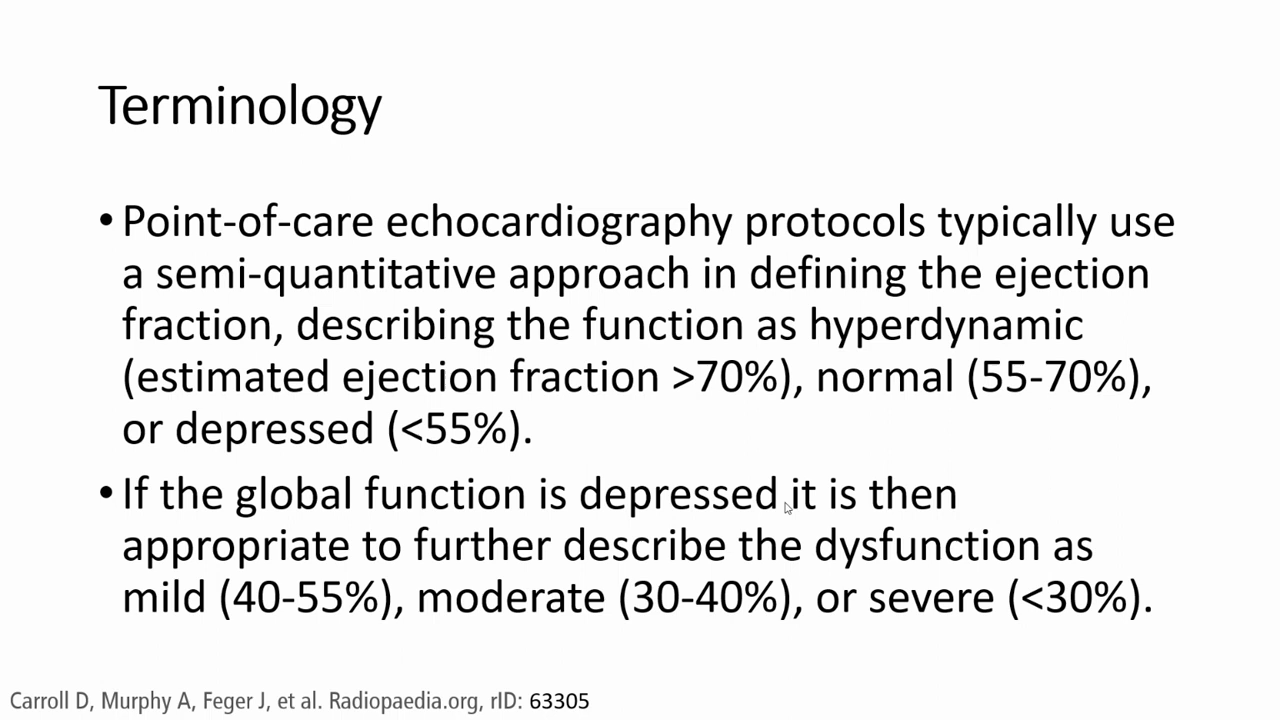 Terminology
•Point-of-care echocardiography protocols typically use
a semi-quantitative approach in defining the ejection
fraction, describing the function as hyperdynamic
(estimated ejection fraction >70%), normal (55-70%),
or depressed (<55%).
•If the global function is depressed it is then
appropriate to further describe the dysfunction as
mild (40-55%), moderate (30-40%), or severe (<30%).
Carroll D, Murphy A, Feger J, et al. Radiopaedia.org, rID: 63305